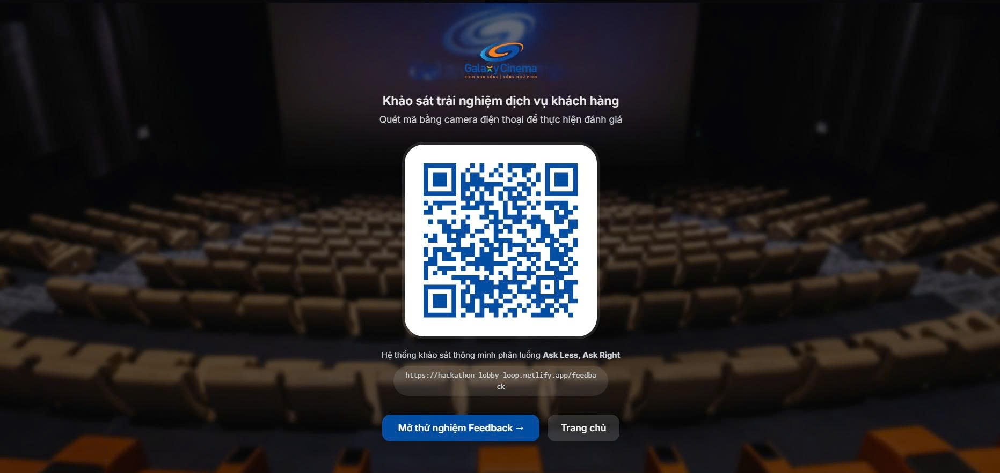 Galaxy Cinema
PHIM NHƯ SỐNG | SỐNG NHƯ PHIM
Khảo sát trải nghiệm dịch vụ khách hàng
Quét mã bằng camera điện thoại để thực hiện đánh giá
Hệ thống khảo sát thông minh phân luồng Ask Less, Ask Right
https://hackathon-lobby-loop.netlify.app/feedba
ck
Mở thử nghiệm Feedback →
Trang chủ